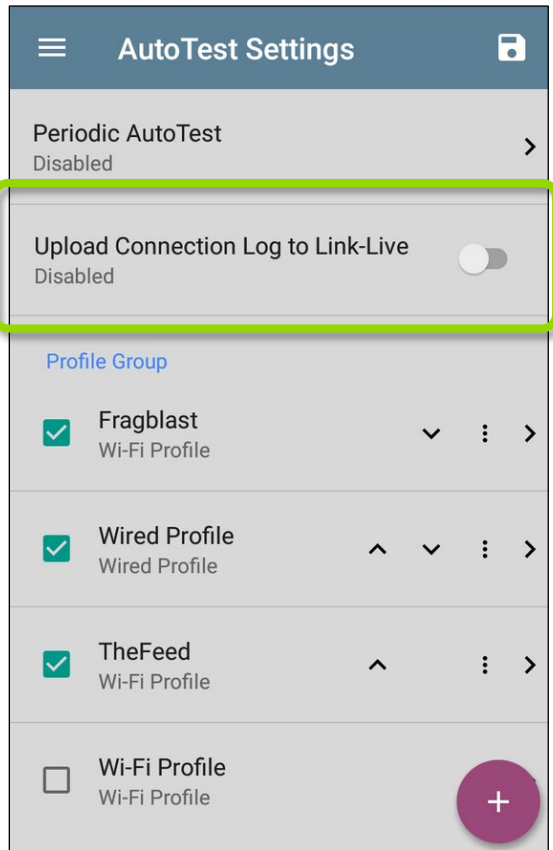 AutoTest Settings
Periodic AutoTest
Disabled
Upload Connection Log to Link-Live
Disabled
Profile Group
Fragblast
Wi-Fi Profile
Wired Profile
Wired Profile
TheFeed
Wi-Fi Profile
Wi-Fi Profile
Wi-Fi Profile